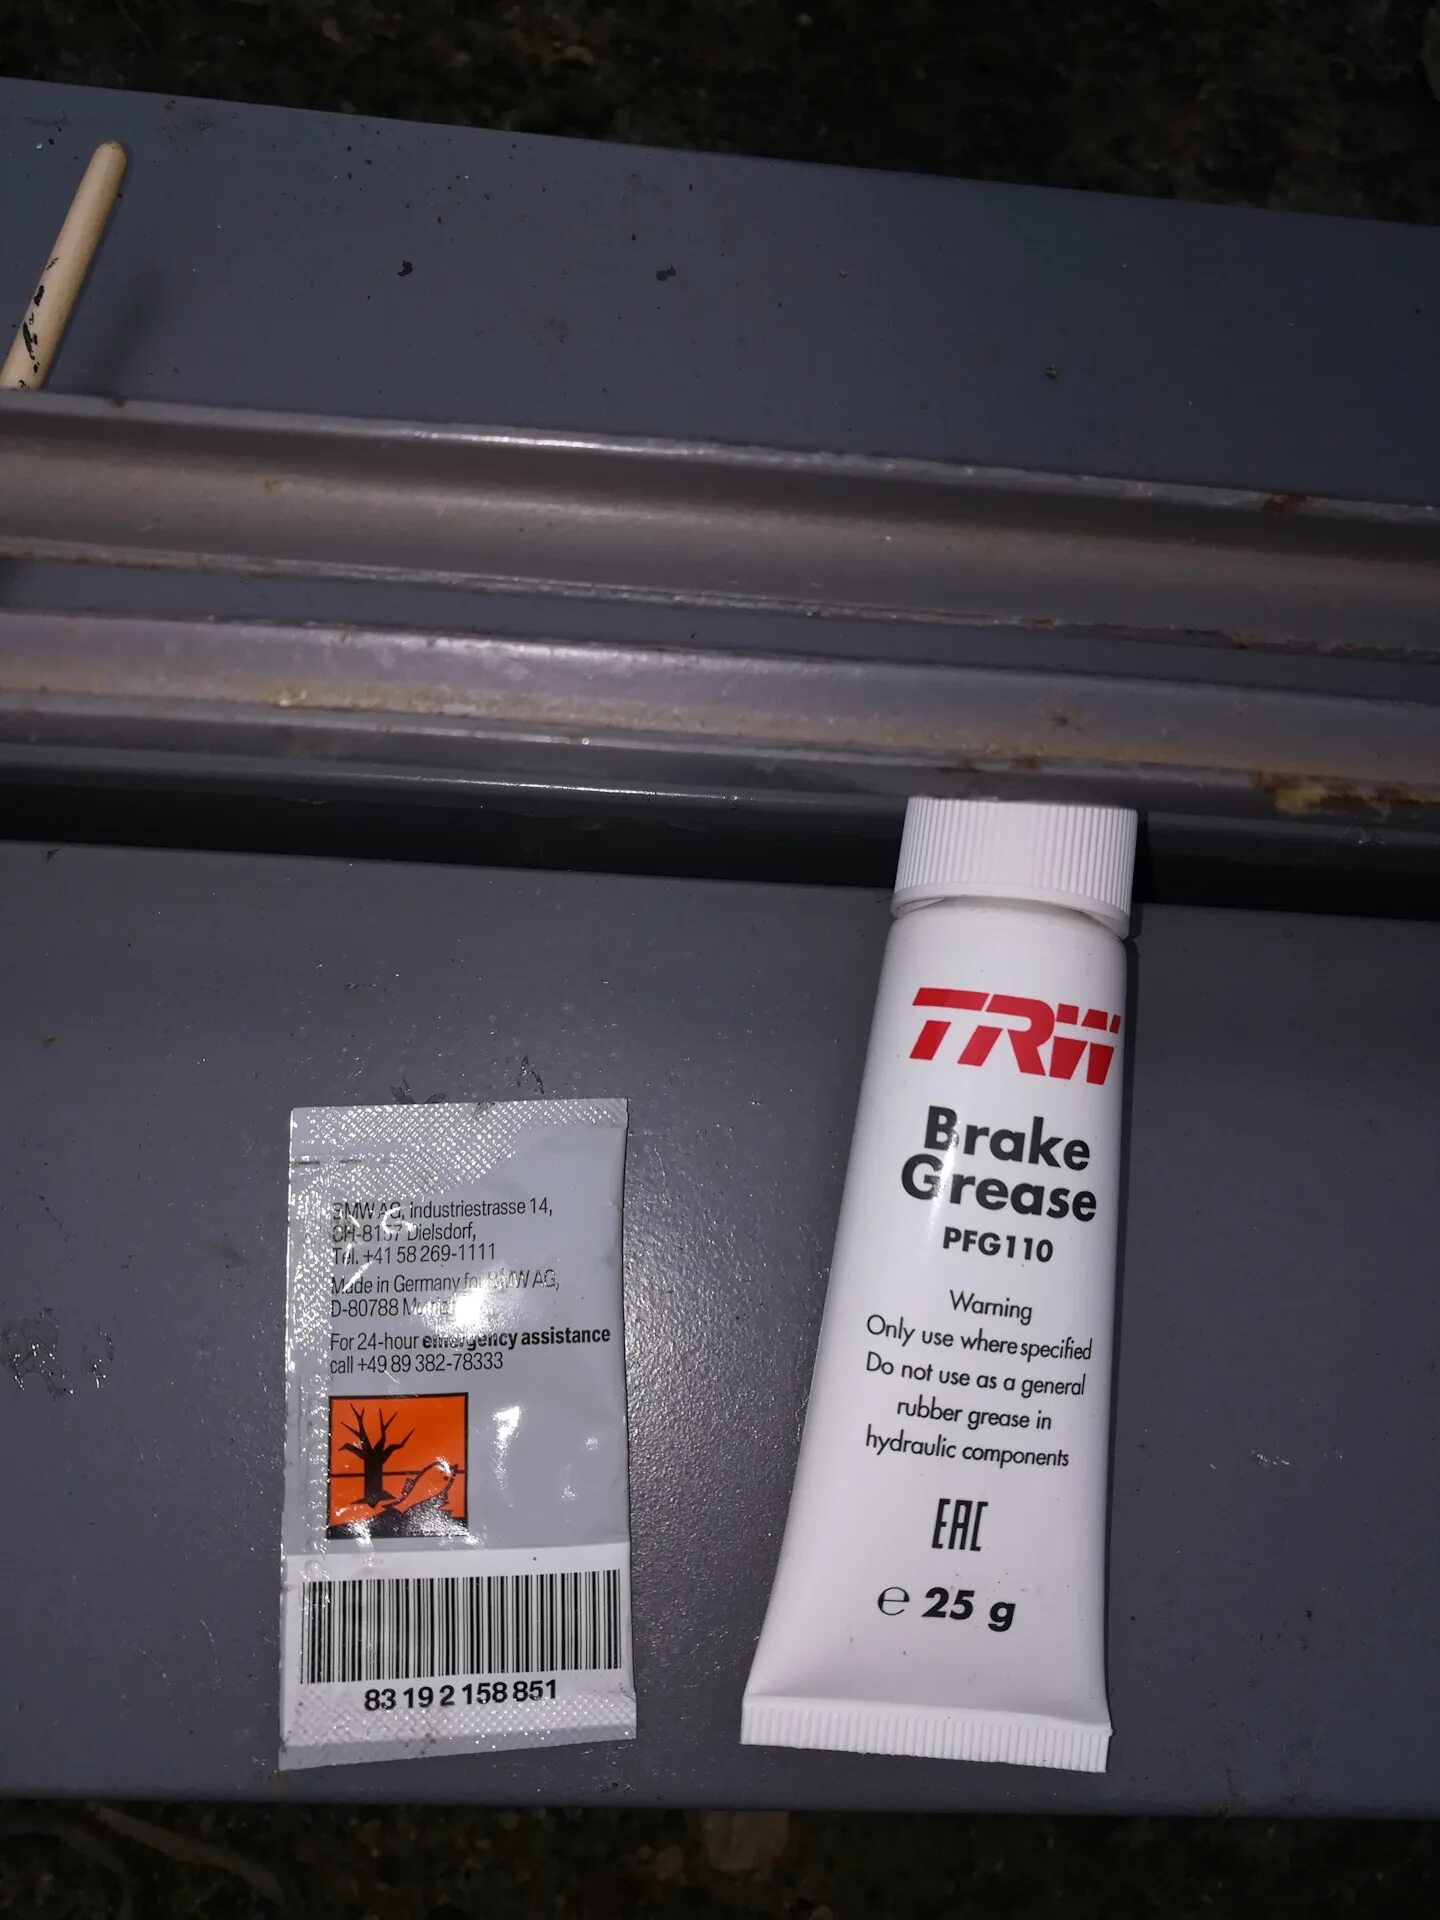 BMW AG, industriestrasse 14,
CH-8157 Dielsdorf,
Tel. +41 58 269-1111
Made in Germany for BMW AG,
D-80788
For 24-hour emergency assistance
call +49 89 382-78333
83 19 2 158 851
TRW
Brake
Grease
PFG110
Warning
Only use where specified
Do not use as a general
rubber grease in
hydraulic components
EAC
e 25 g